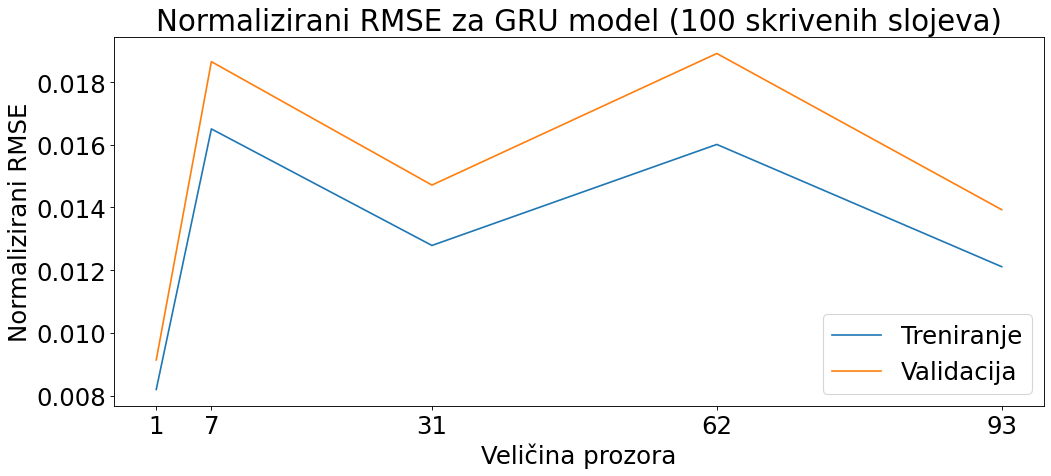 Normalizirani RMSE za GRU model (100 skrivenih slojeva)
Normalizirani RMSE
0.018
0.016
0.014
0.012
0.010
0.008
Treniranje
Validacija
1 7 31 62 93
Veličina prozora